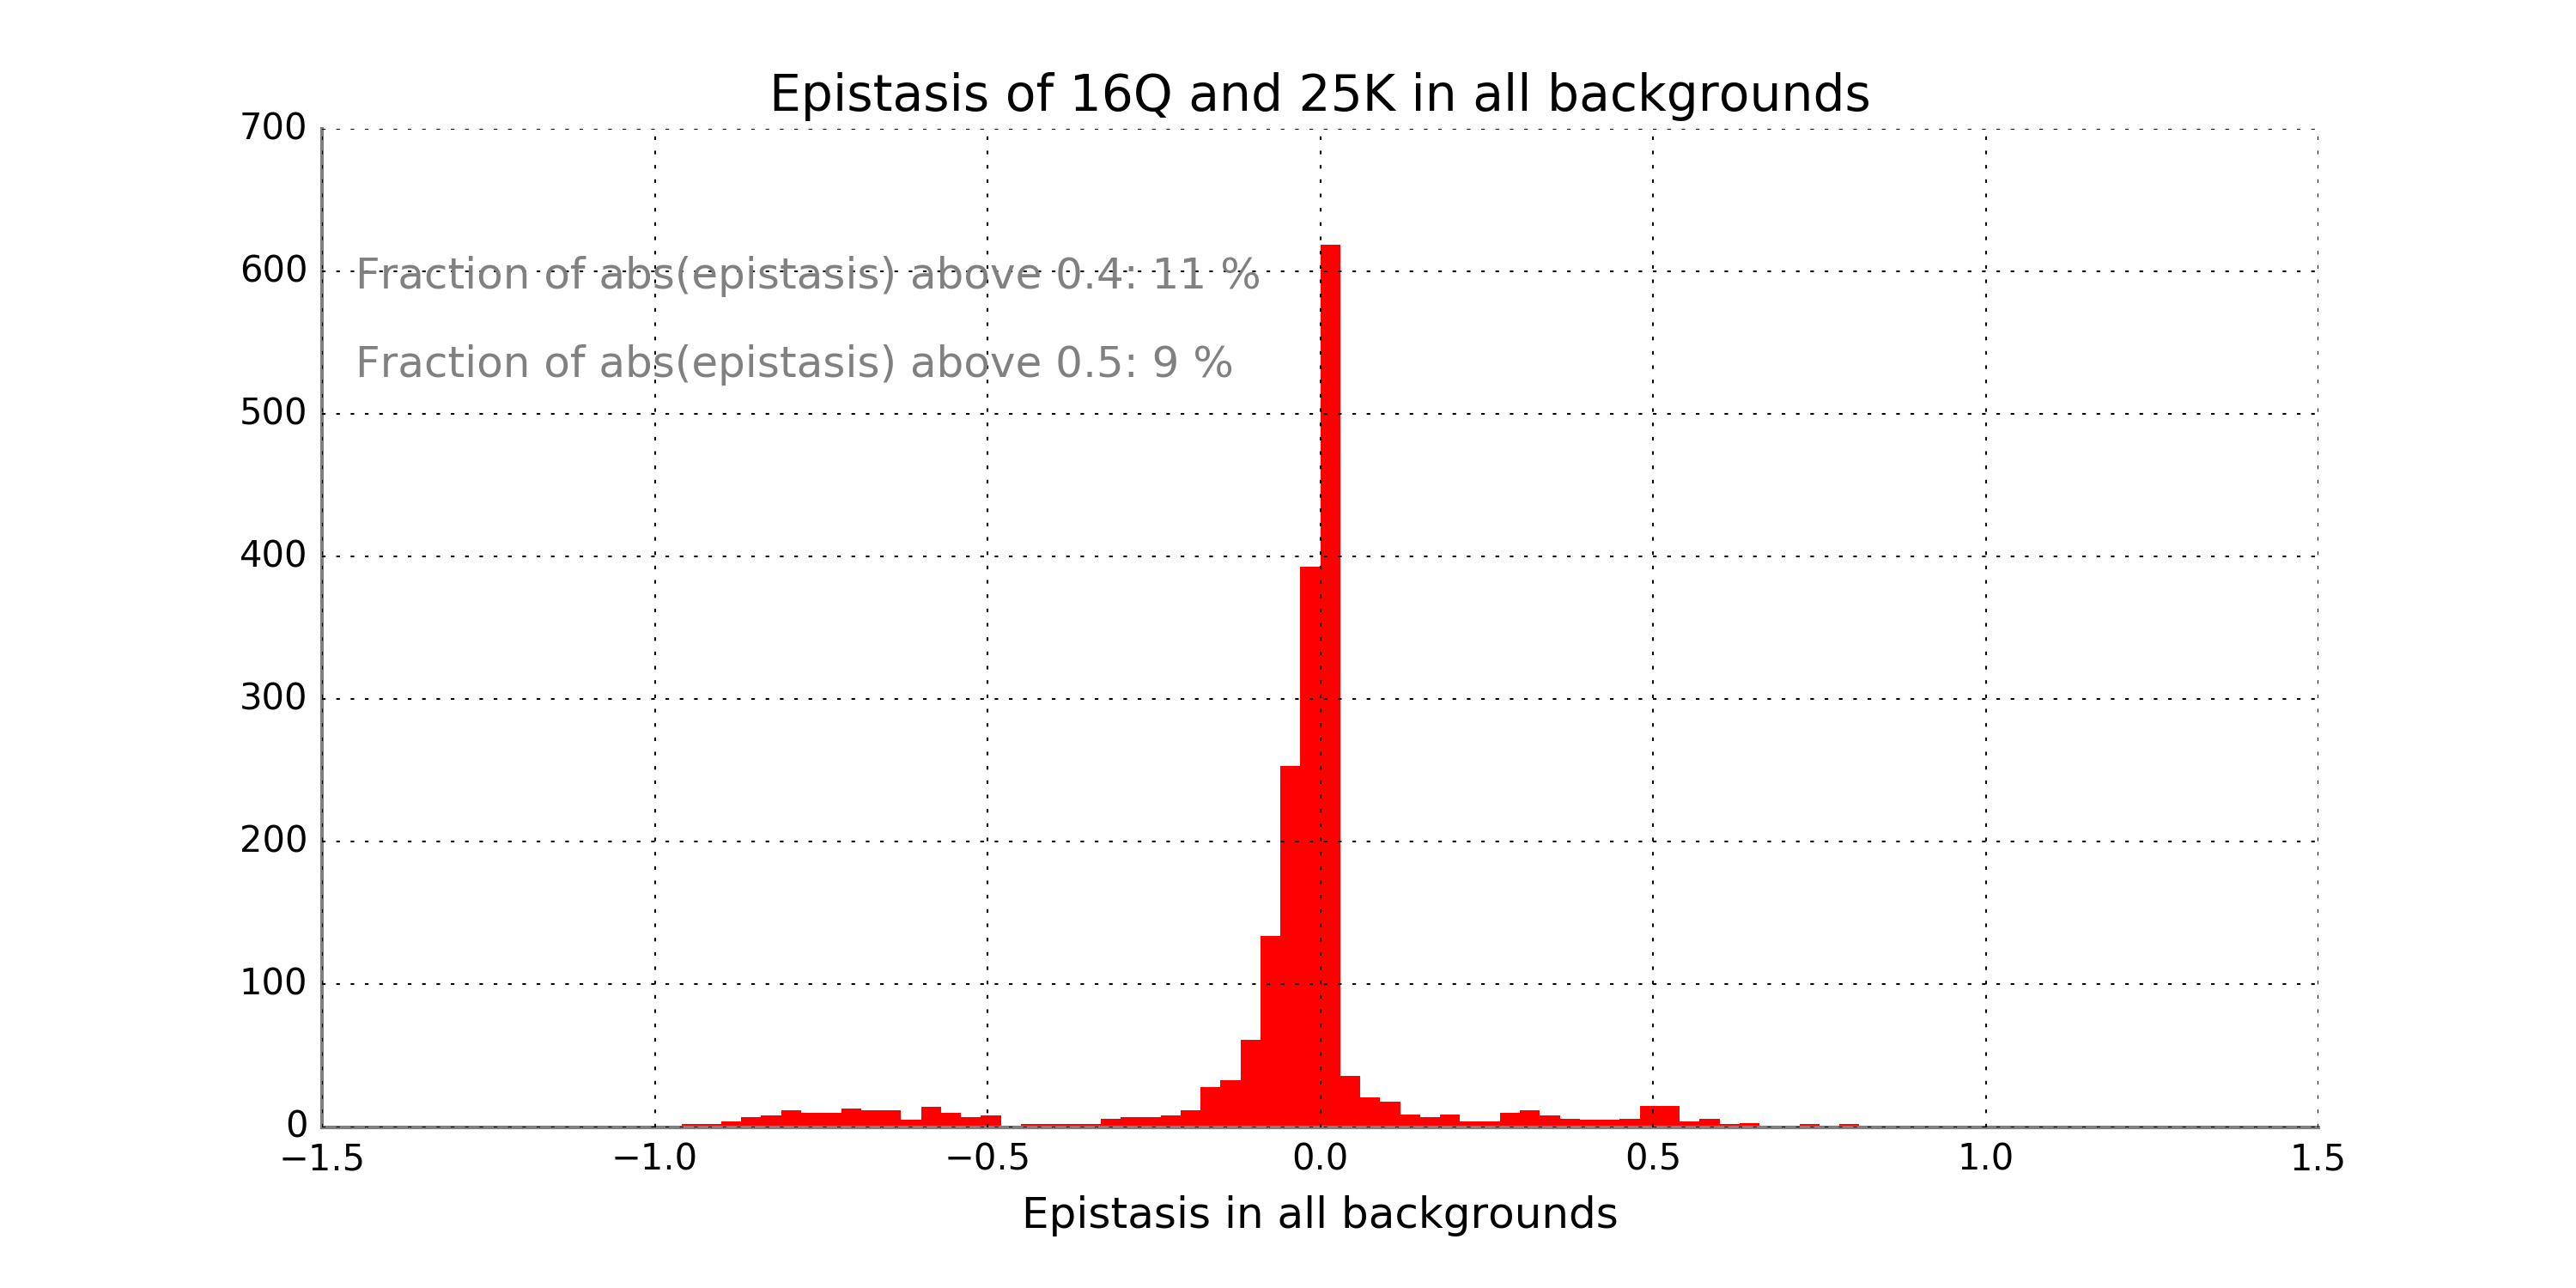 Epistasis of 16Q and 25K in all backgrounds
700
600
Fraction of abs(epistasis) above 0.4: 11 %
Fraction of abs(epistasis) above 0.5: 9 %
500
400
300
200
100
0
−1.5 −1.0 −0.5 0.0 0.5 1.0 1.5
Epistasis in all backgrounds